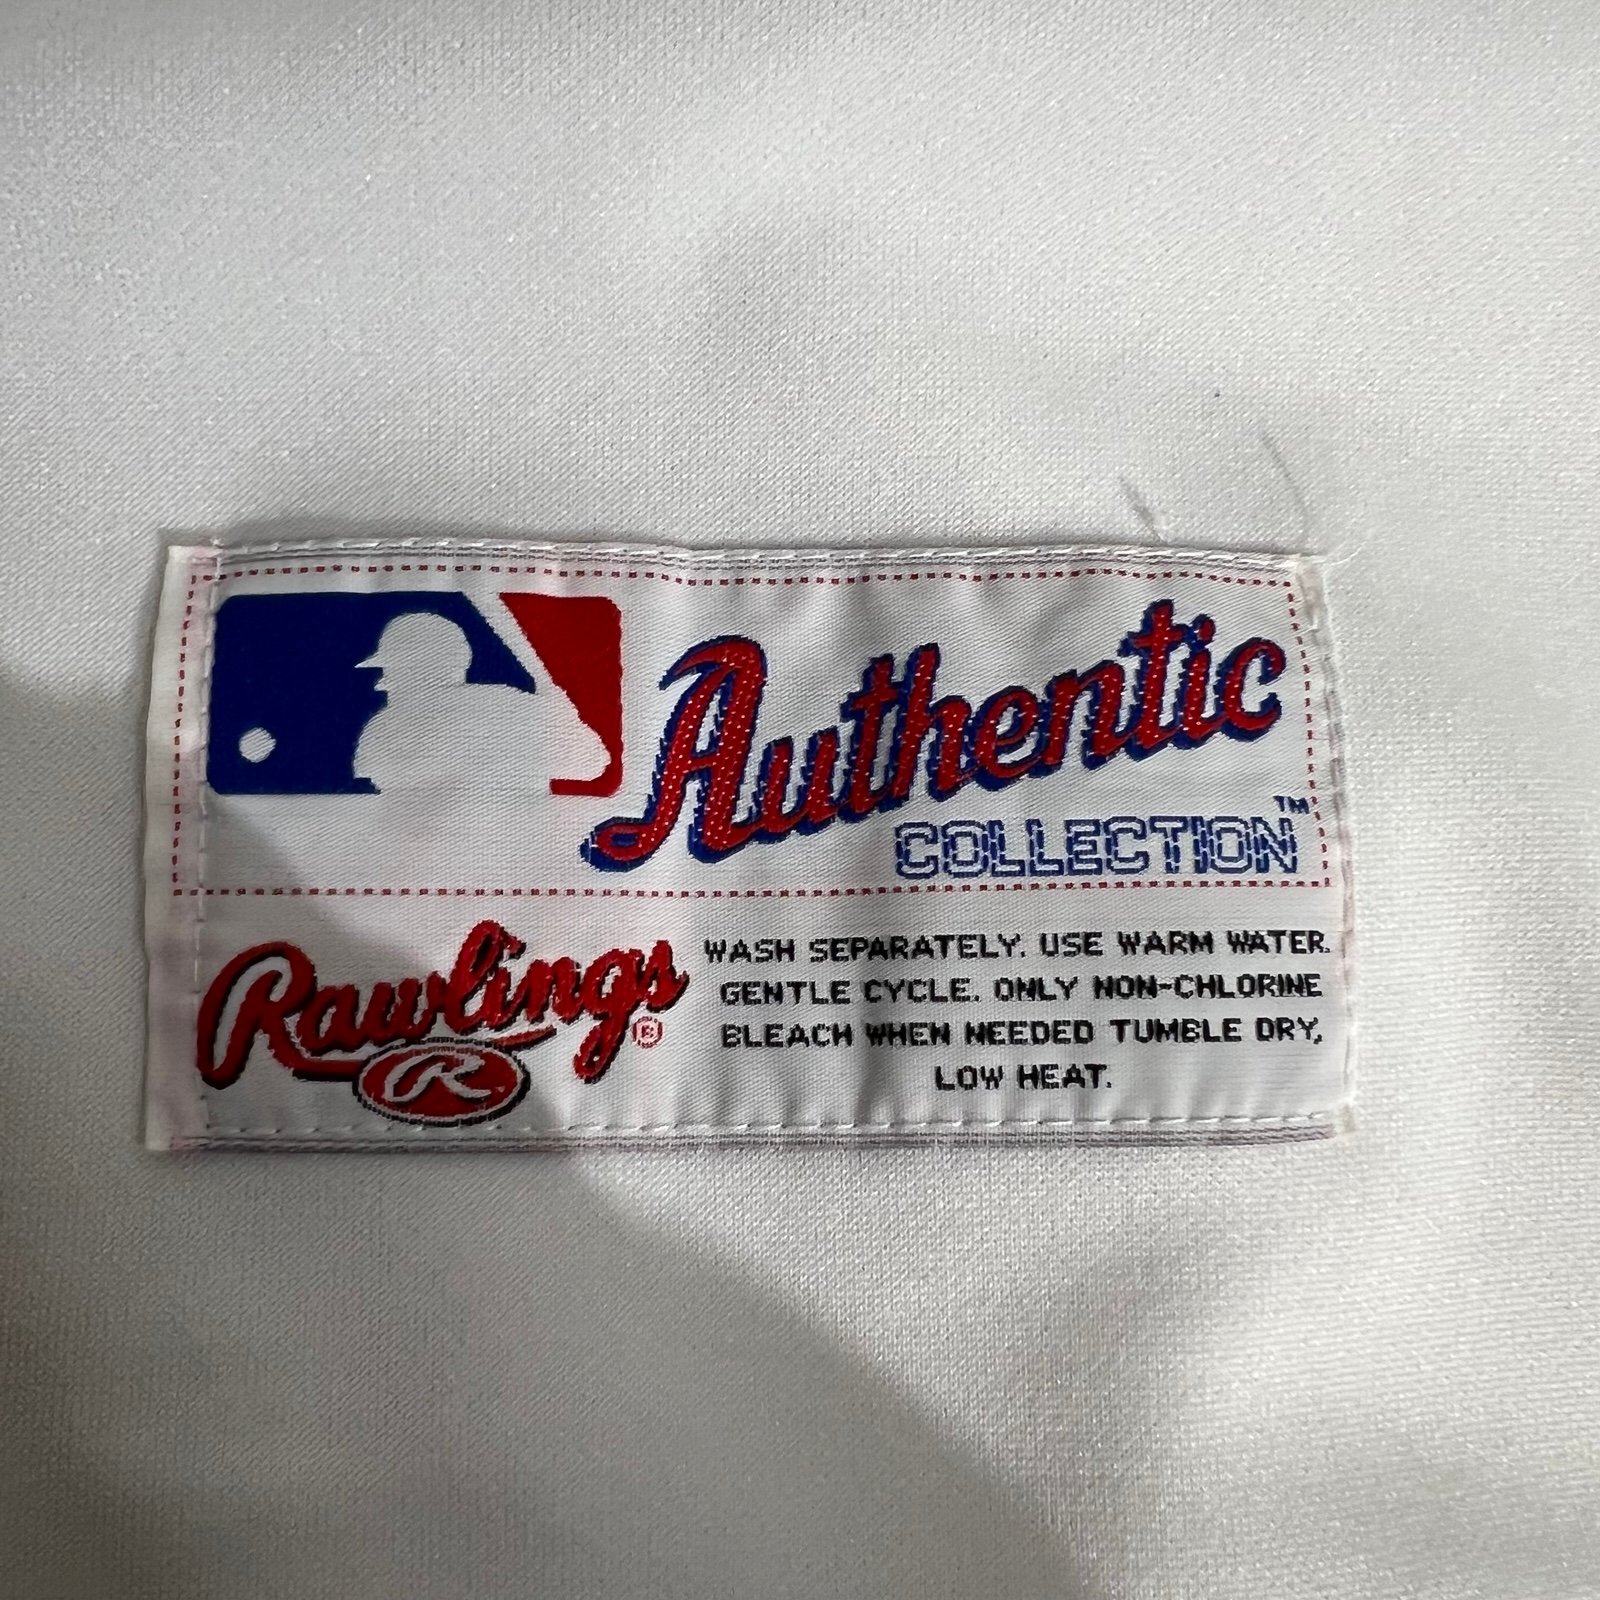 Authentic
COLLECTION™
Rawlings®
R
WASH SEPARATELY. USE WARM WATER.
GENTLE CYCLE. ONLY NON-CHLORINE
BLEACH WHEN NEEDED TUMBLE DRY,
LOW HEAT.